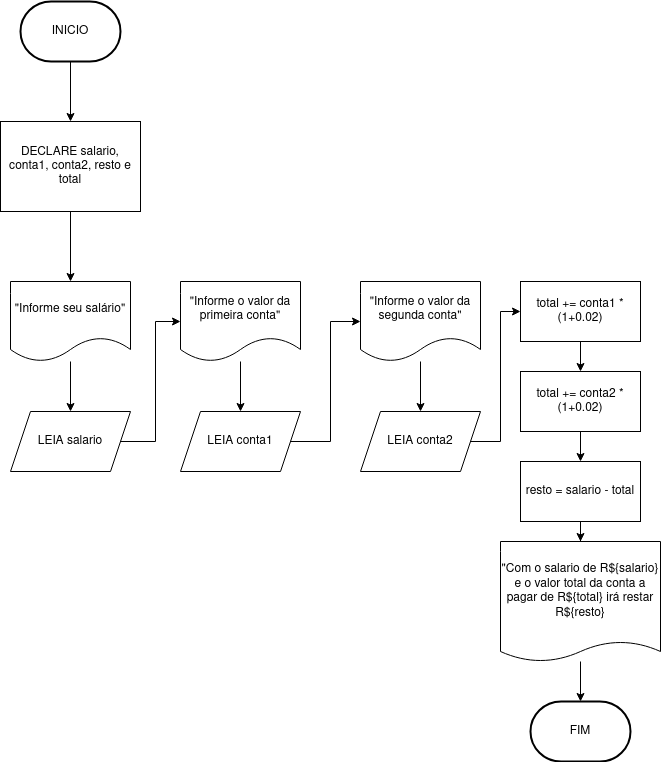 INICIO
DECLARE salario,
conta1, conta2, resto e
total
"Informe seu salário"
LEIA salario
"Informe o valor da
primeira conta"
LEIA conta1
"Informe o valor da
segunda conta"
LEIA conta2
total += conta1 *
(1+0.02)
total += conta2 *
(1+0.02)
resto = salario - total
"Com o salario de R${salario}
e o valor total da conta a
pagar de R${total} irá restar
R${resto}
FIM